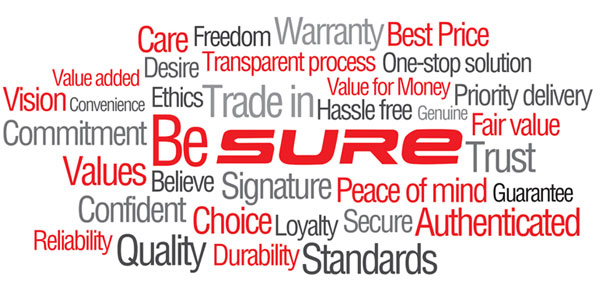 Care Freedom Warranty Best Price
Desire Transparent process One-stop solution
Value added
Vision Convenience Ethics Trade in Value for Money Priority delivery
Hassle free Genuine Fair value
Commitment Be SURE Trust
Values Believe Signature Peace of mind Guarantee
Confident Choice Loyalty Secure Authenticated
Reliability Quality Durability Standards